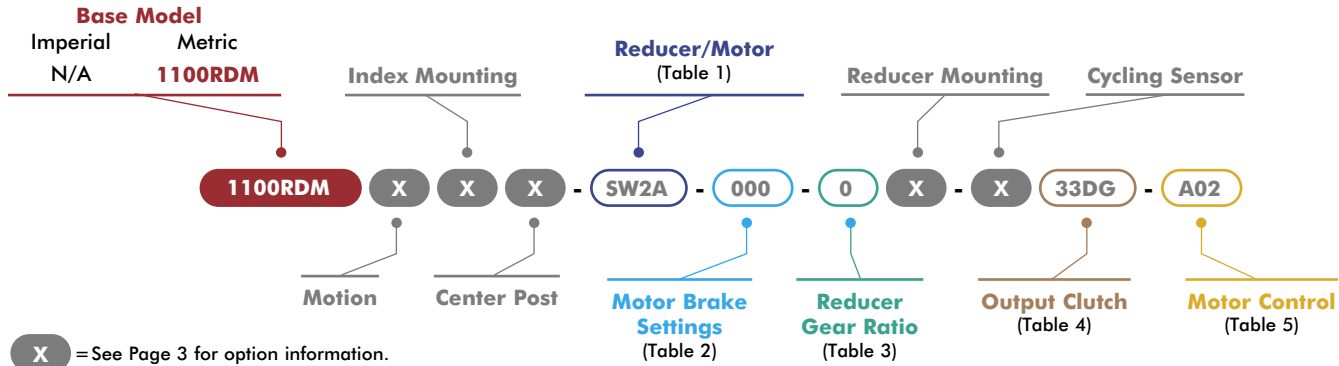 Base Model
Imperial Metric
N/A 1100RDM
Index Mounting
Reducer/Motor
(Table 1)
Reducer Mounting
Cycling Sensor
1100RDM X X X - SW2A - 000 - 0 X - X 33DG - A02
Motion
Center Post
Motor Brake
Settings
(Table 2)
Reducer
Gear Ratio
(Table 3)
Output Clutch
(Table 4)
Motor Control
(Table 5)
X = See Page 3 for option information.